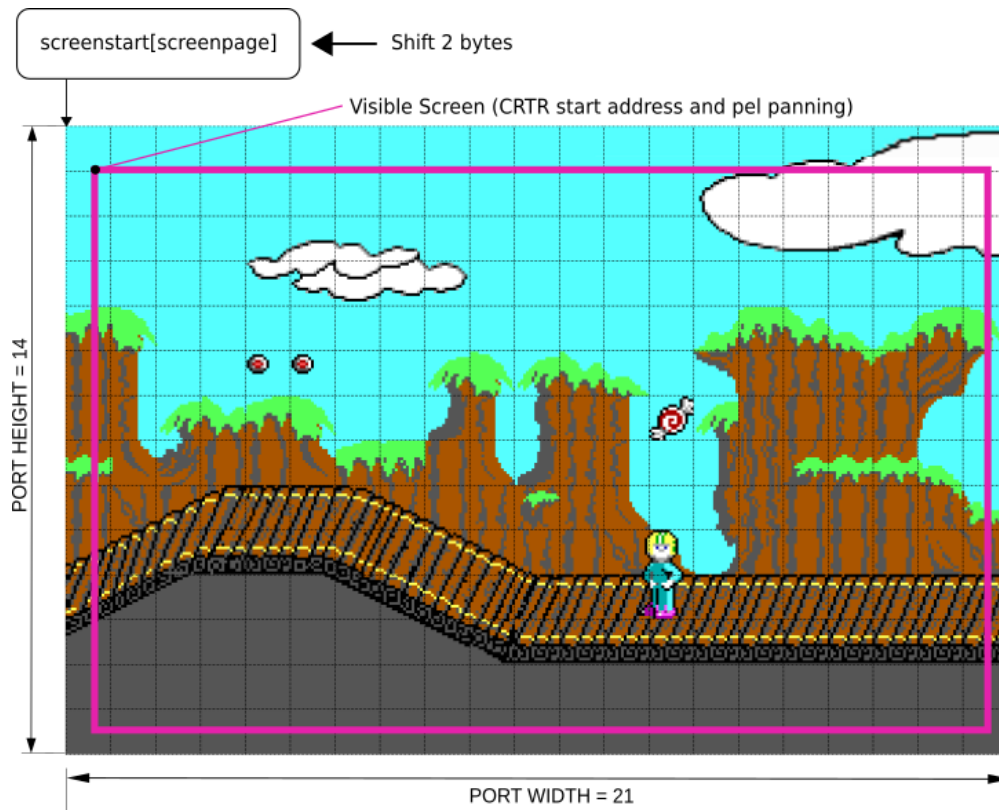 screenstart[screenpage]
Shift 2 bytes
Visible Screen (CRTR start address and pel panning)
PORT HEIGHT = 14
PORT WIDTH = 21